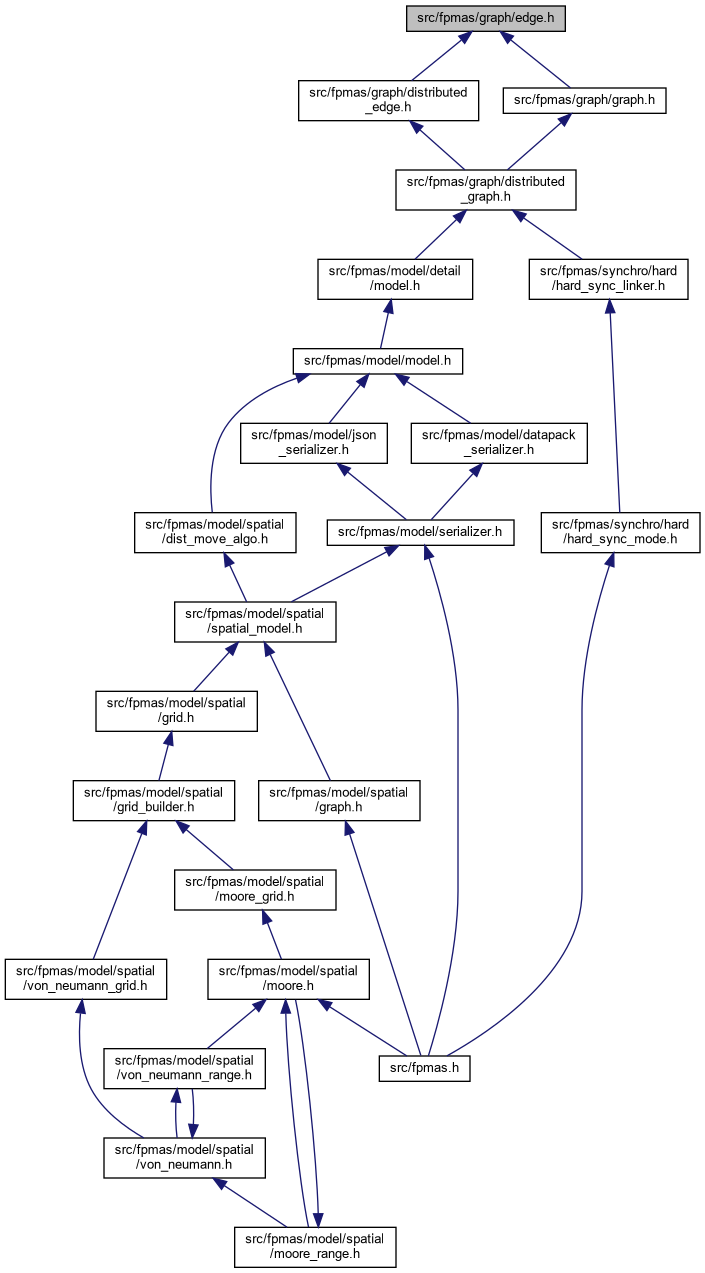 src/fpmas/graph/edge.h
src/fpmas/graph/distributed
_edge.h
src/fpmas/graph/graph.h
src/fpmas/graph/distributed
_graph.h
src/fpmas/model/detail
/model.h
src/fpmas/synchro/hard
/hard_sync_linker.h
src/fpmas/model/model.h
src/fpmas/model/json
_serializer.h
src/fpmas/model/datapack
_serializer.h
src/fpmas/model/spatial
/dist_move_algo.h
src/fpmas/model/serializer.h
src/fpmas/synchro/hard
/hard_sync_mode.h
src/fpmas/model/spatial
/spatial_model.h
src/fpmas/model/spatial
/grid.h
src/fpmas/model/spatial
/grid_builder.h
src/fpmas/model/spatial
/graph.h
src/fpmas/model/spatial
/moore_grid.h
src/fpmas/model/spatial
/von_neumann_grid.h
src/fpmas/model/spatial
/moore.h
src/fpmas/model/spatial
/von_neumann_range.h
src/fpmas.h
src/fpmas/model/spatial
/von_neumann.h
src/fpmas/model/spatial
/moore_range.h